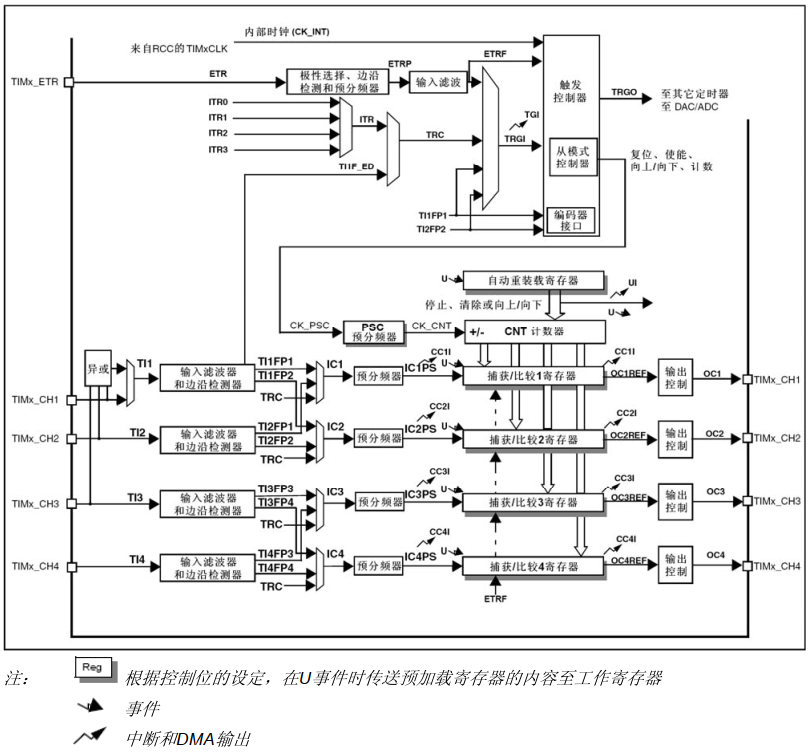 内部时钟 (CK_INT)
来自RCC的TIMxCLK
ETRF
TIMx_ETR
ETR
极性选择、边沿
检测和预分频器
ETRP
输入滤波
触发
控制器
TRGO
至其它定时器
至 DAC/ADC
ITR0
ITR1
ITR2
ITR3
ITR
TRC
TI1F_ED
TGI
TRGI
从模式
控制器
复位、使能、
向上/向下、计数
TI1FP1
TI2FP2
编码器
接口
U
自动重装载寄存器
UI
停止、清除或向上/向下
U
CK_PSC
PSC
预分频器
CK_CNT
+/-
CNT 计数器
异或
TI1
输入滤波器
和边沿检测器
TI1FP1
TI1FP2
TRC
IC1
预分频器
IC1PS
CC1I
U
捕获/比较1寄存器
CC1I
OC1REF
输出
控制
OC1
TIMx_CH1
TIMx_CH1
TIMx_CH2
TI2
输入滤波器
和边沿检测器
TI2FP1
TI2FP2
TRC
IC2
预分频器
IC2PS
CC2I
U
捕获/比较2寄存器
CC2I
OC2REF
输出
控制
OC2
TIMx_CH2
TIMx_CH3
TI3
输入滤波器
和边沿检测器
TI3FP3
TI3FP4
TRC
IC3
预分频器
IC3PS
CC3I
U
捕获/比较3寄存器
CC3I
OC3REF
输出
控制
OC3
TIMx_CH3
TIMx_CH4
TI4
输入滤波器
和边沿检测器
TI4FP3
TI4FP4
TRC
IC4
预分频器
IC4PS
CC4I
U
捕获/比较4寄存器
CC4I
OC4REF
输出
控制
OC4
TIMx_CH4
ETRF
注：
Reg
根据控制位的设定，在U事件时传送预加载寄存器的内容至工作寄存器
事件
中断和DMA输出